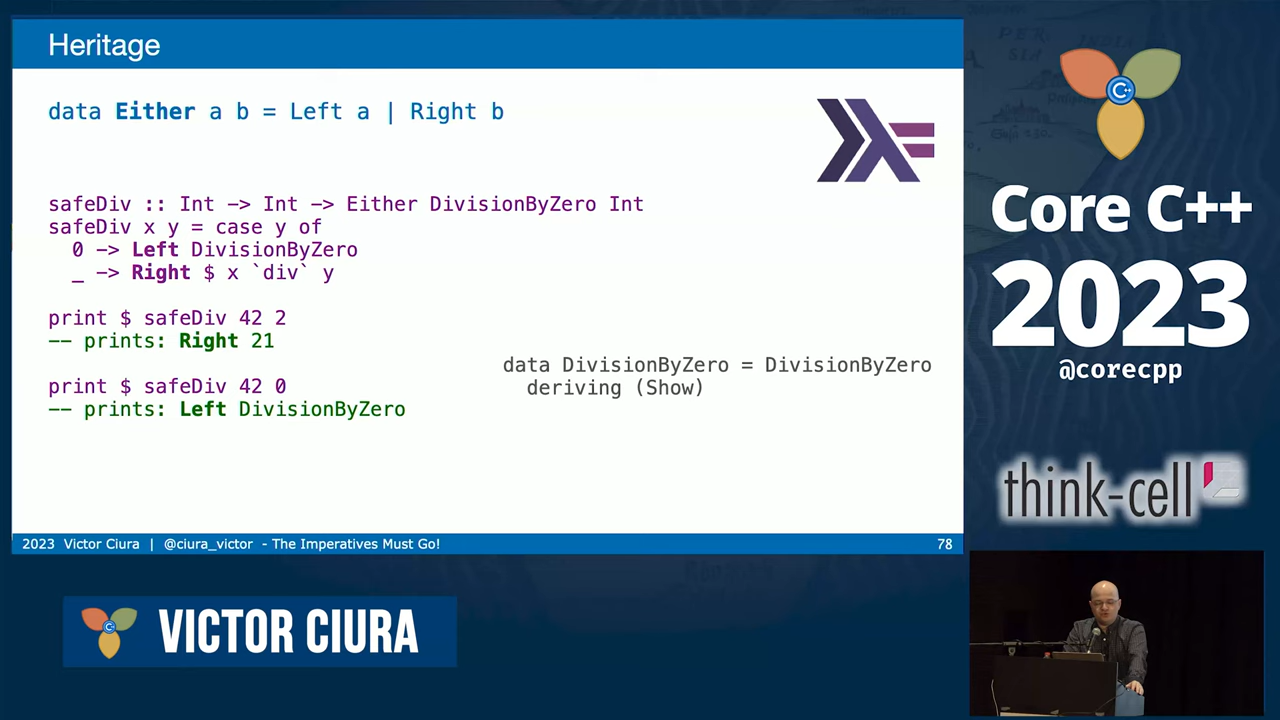 Heritage
data Either a b = Left a | Right b
safeDiv :: Int -> Int -> Either DivisionByZero Int
safeDiv x y = case y of
0 -> Left DivisionByZero
_ -> Right $ x `div` y
print $ safeDiv 42 2
-- prints: Right 21
data DivisionByZero = DivisionByZero
deriving (Show)
print $ safeDiv 42 0
-- prints: Left DivisionByZero
2023 Victor Ciura | @ciura_victor - The Imperatives Must Go!
78
C++
Core C++
2023
@corecpp
think-cell
VICTOR CIURA